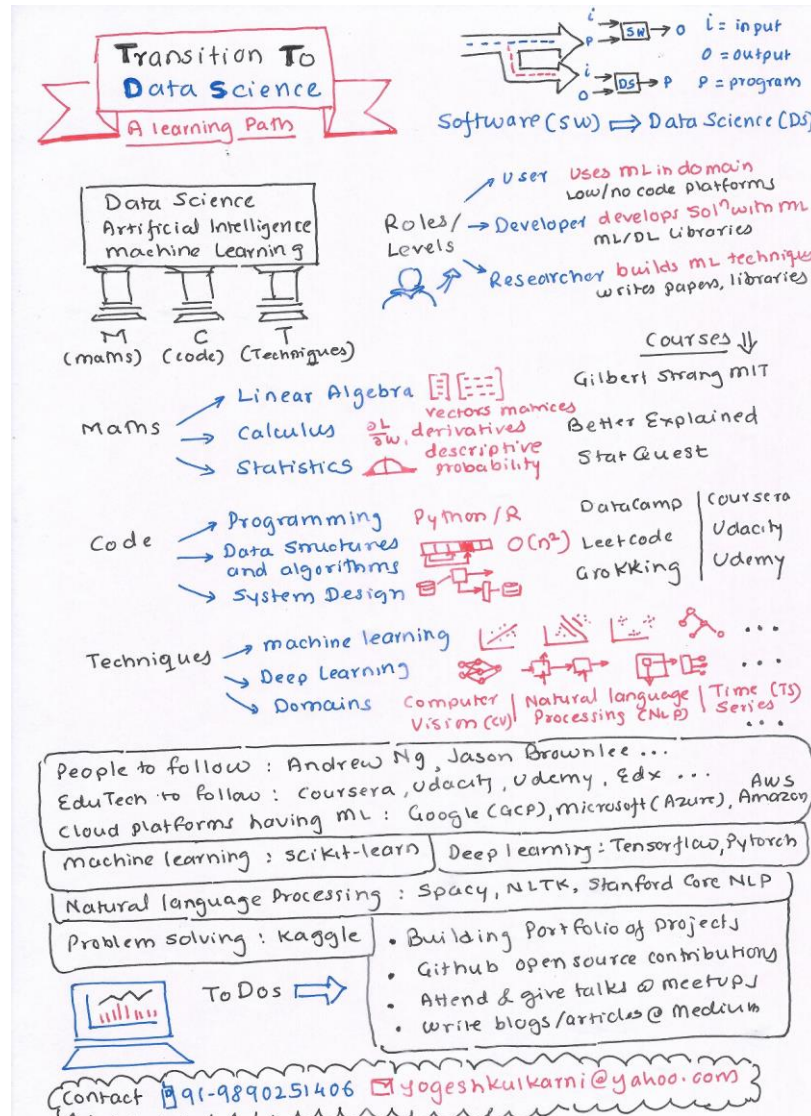 Transition To
Data Science
A learning Path
i
P
SW
O
i = input
O = output
i
O
DS
P
P = program
Software (SW) ⇨ Data Science (DS)
Data Science
Artificial Intelligence
machine Learning
M C T
(maths) (code) (Techniques)
Roles/
Levels
User uses ML in domain
Low/no code platforms
Developer develops Solⁿ with ML
ML/DL Libraries
Researcher builds ML techniques
writes papers, libraries
Courses ⇓
Maths
Linear Algebra
vectors matrices
Gilbert Strang MIT
Calculus ∂L/∂w, derivatives
Better Explained
Statistics descriptive
probability
StatQuest
Code
Programming Python/R
Data Structures
and algorithms O(n²)
System Design
DataCamp
Leetcode
Grokking
Coursera
Udacity
Udemy
Techniques
machine learning ...
Deep Learning ...
Domains
Computer
Vision (CV)
Natural language
Processing (NLP)
Time (TS)
Series
...
People to follow : Andrew Ng, Jason Brownlee ...
EduTech to follow : Coursera, Udacity, Udemy, Edx ...
Cloud platforms having ML : Google (GCP), Microsoft (Azure), AWS
Amazon
machine learning : scikit-learn
Deep learning : Tensorflow, Pytorch
Natural language Processing : Spacy, NLTK, Stanford Core NLP
Problem solving : Kaggle
ToDos ⇨
• Building Portfolio of Projects
• Github open source contributions
• Attend & give talks @ meetups
• Write blogs/articles @ Medium
Contact 91-9890251406 yogeshkulkarni@yahoo.com